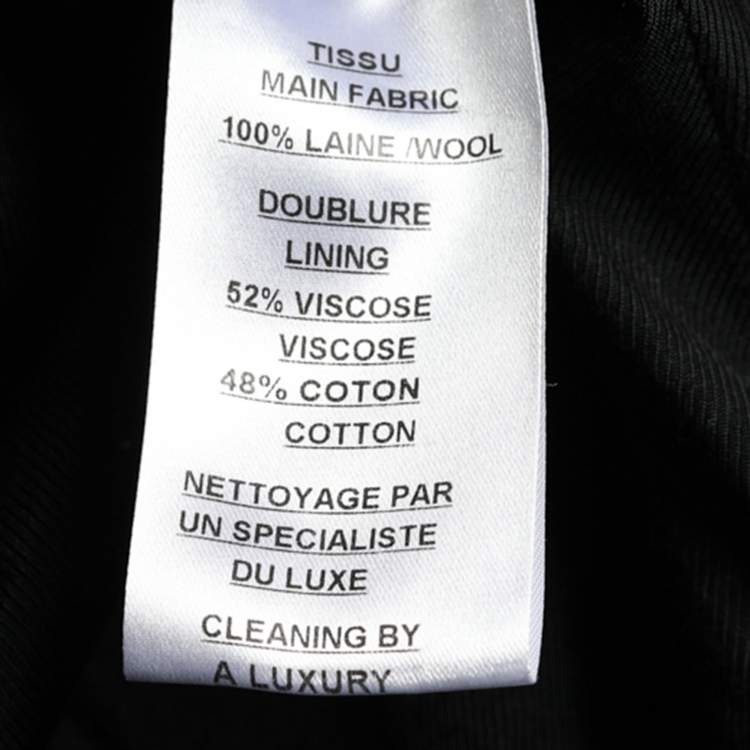 TISSU
MAIN FABRIC
100% LAINE /WOOL
DOUBLURE
LINING
52% VISCOSE
VISCOSE
48% COTON
COTTON
NETTOYAGE PAR
UN SPECIALISTE
DU LUXE
CLEANING BY
A LUXURY